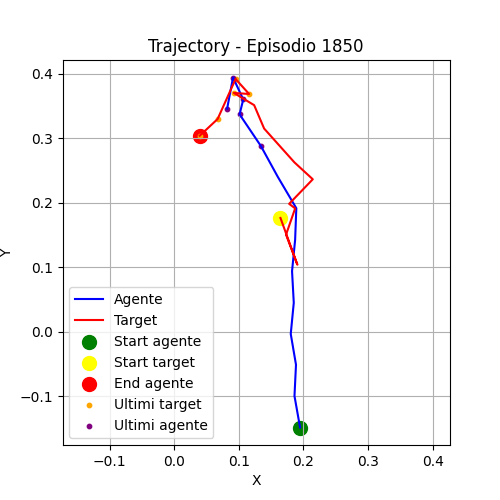 Trajectory - Episodio 1850
0.4
0.3
0.2
0.1
0.0
−0.1
Y
Agente
Target
Start agente
Start target
End agente
Ultimi target
Ultimi agente
−0.1 0.0 0.1 0.2 0.3 0.4
X